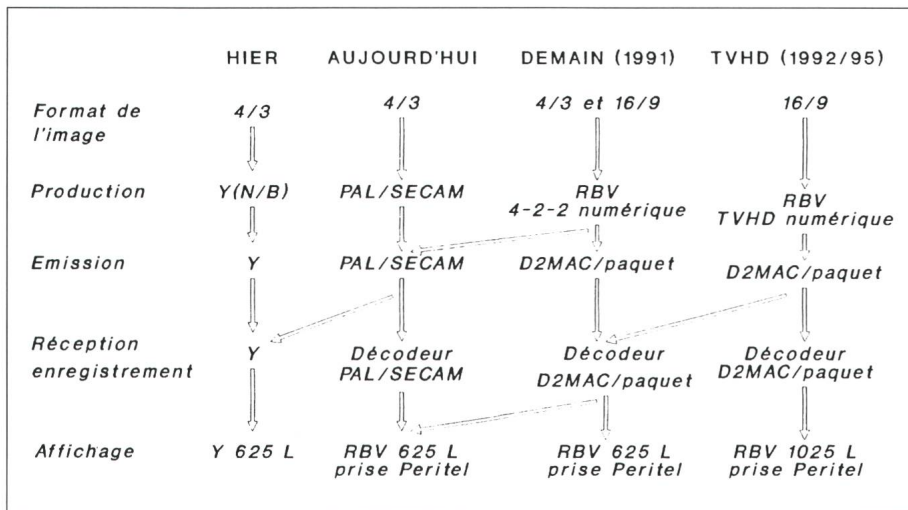 HIER AUJOURD'HUI DEMAIN (1991) TVHD (1992/95)
Format de l'image 4/3 4/3 4/3 et 16/9 16/9
Production Y(N/B) PAL/SECAM RBV 4-2-2 numérique RBV TVHD numérique
Emission Y PAL/SECAM D2MAC/paquet D2MAC/paquet
Réception enregistrement Y Décodeur PAL/SECAM Décodeur D2MAC/paquet Décodeur D2MAC/paquet
Affichage Y 625 L RBV 625 L prise Peritel RBV 625 L prise Peritel RBV 1025 L prise Peritel